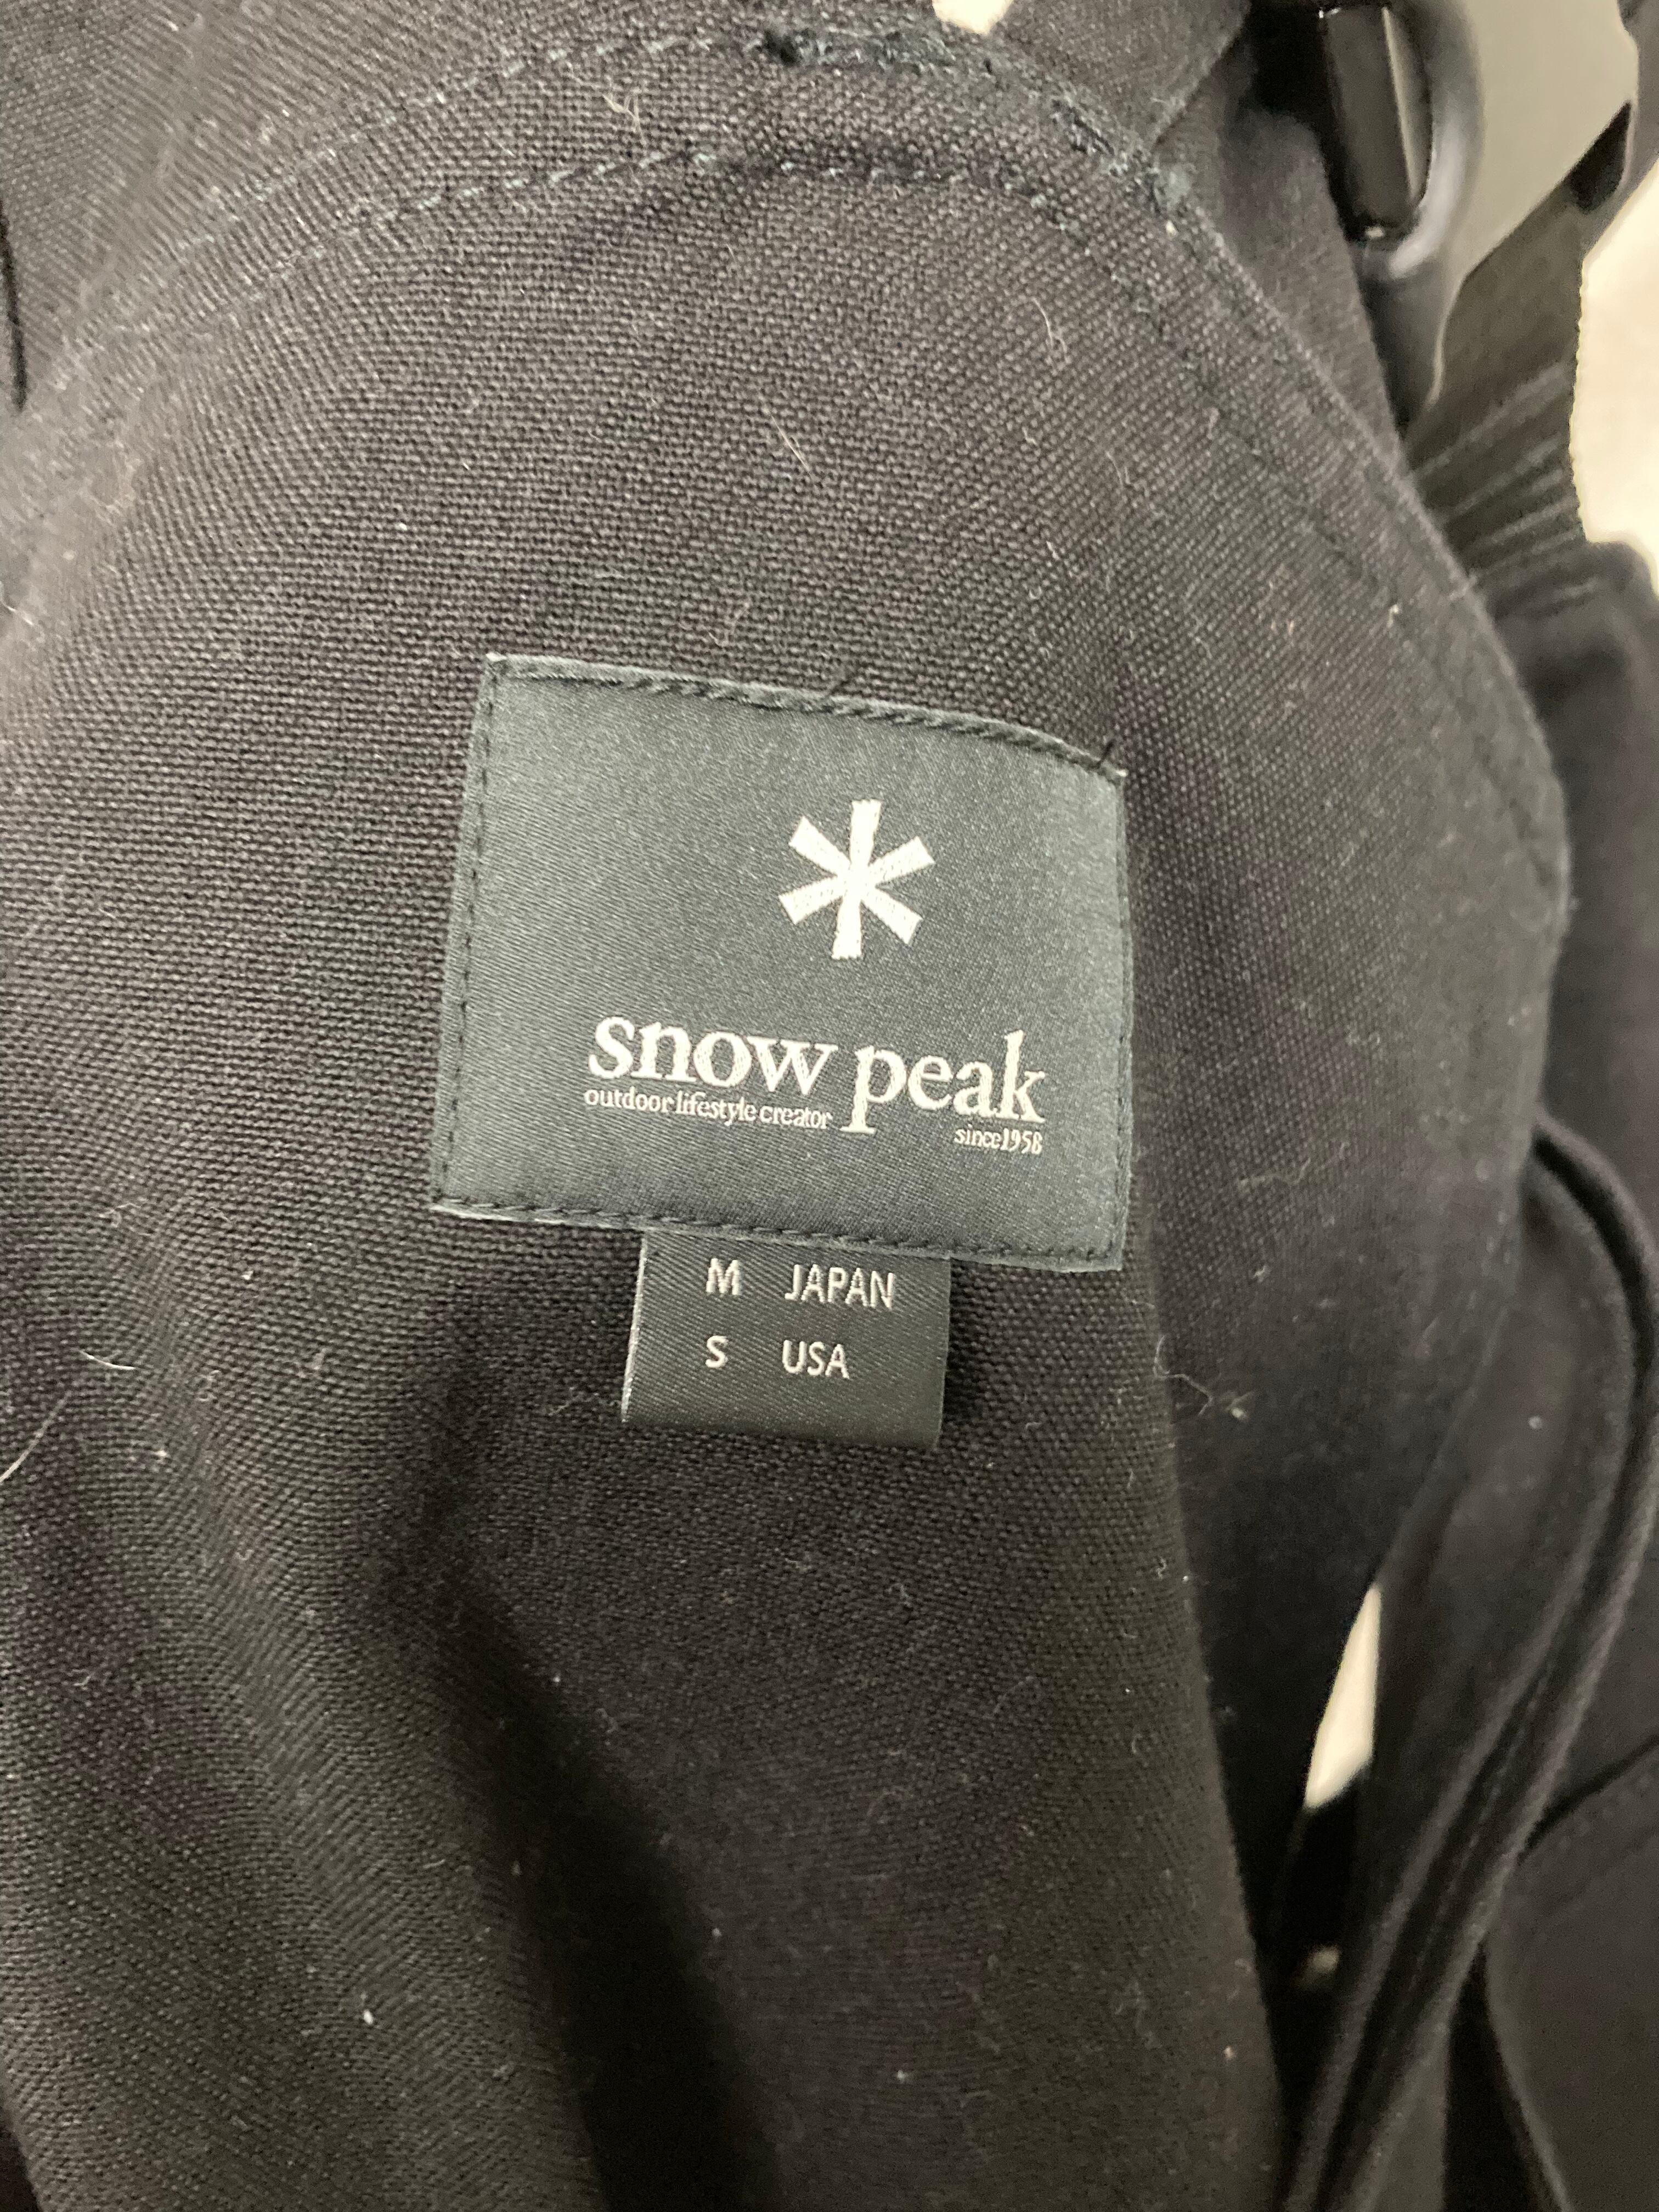 snow peak
outdoor lifestyle creator
since1958
M JAPAN
S USA